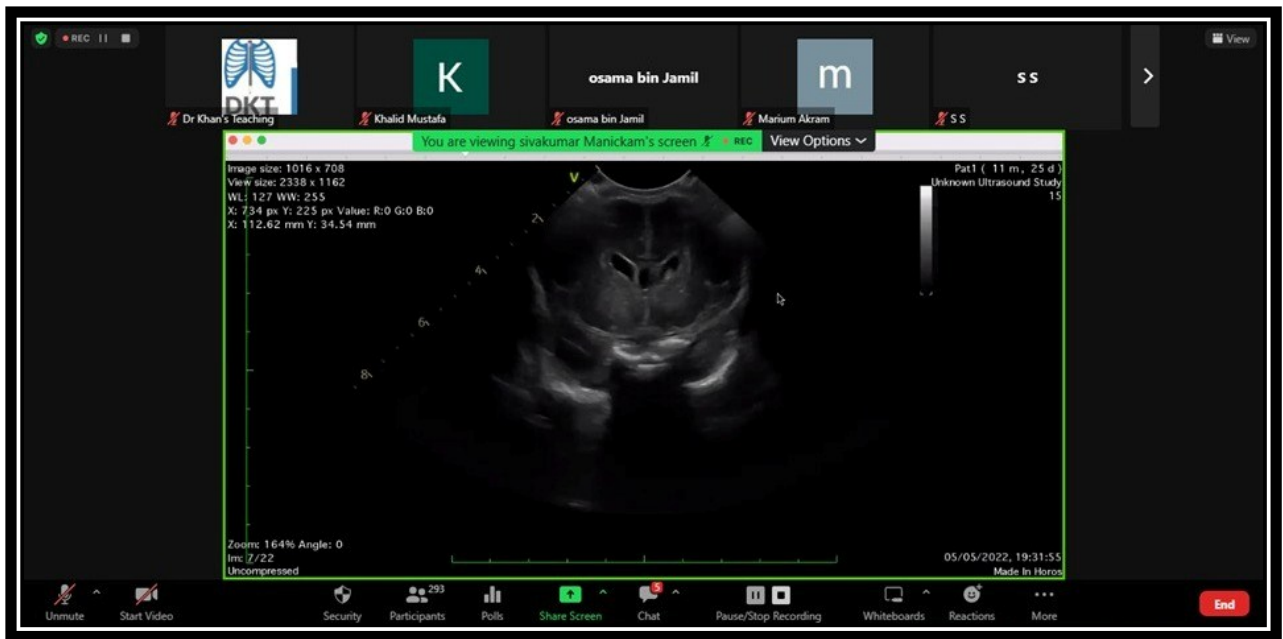 REC
View
DKT
K
osama bin Jamil
m
S S
Dr Khan's Teaching
Khalid Mustafa
osama bin Jamil
Marium Akram
S S
You are viewing sivakumar Manickam's screen REC View Options
Image size: 1016 x 708
View size: 2338 x 1162
WL: 127 WW: 255
X: 734 px Y: 225 px Value: R:0 G:0 B:0
X: 112.62 mm Y: 34.54 mm
Pat1 ( 11 m, 25 d )
Unknown Ultrasound Study
15
V
2
4
6
8
Zoom: 164% Angle: 0
Im: 7/22
Uncompressed
05/05/2022, 19:31:55
Made In Horos
293
5
Unmute Start Video Security Participants Polls Share Screen Chat Pause/Stop Recording Whiteboards Reactions More End